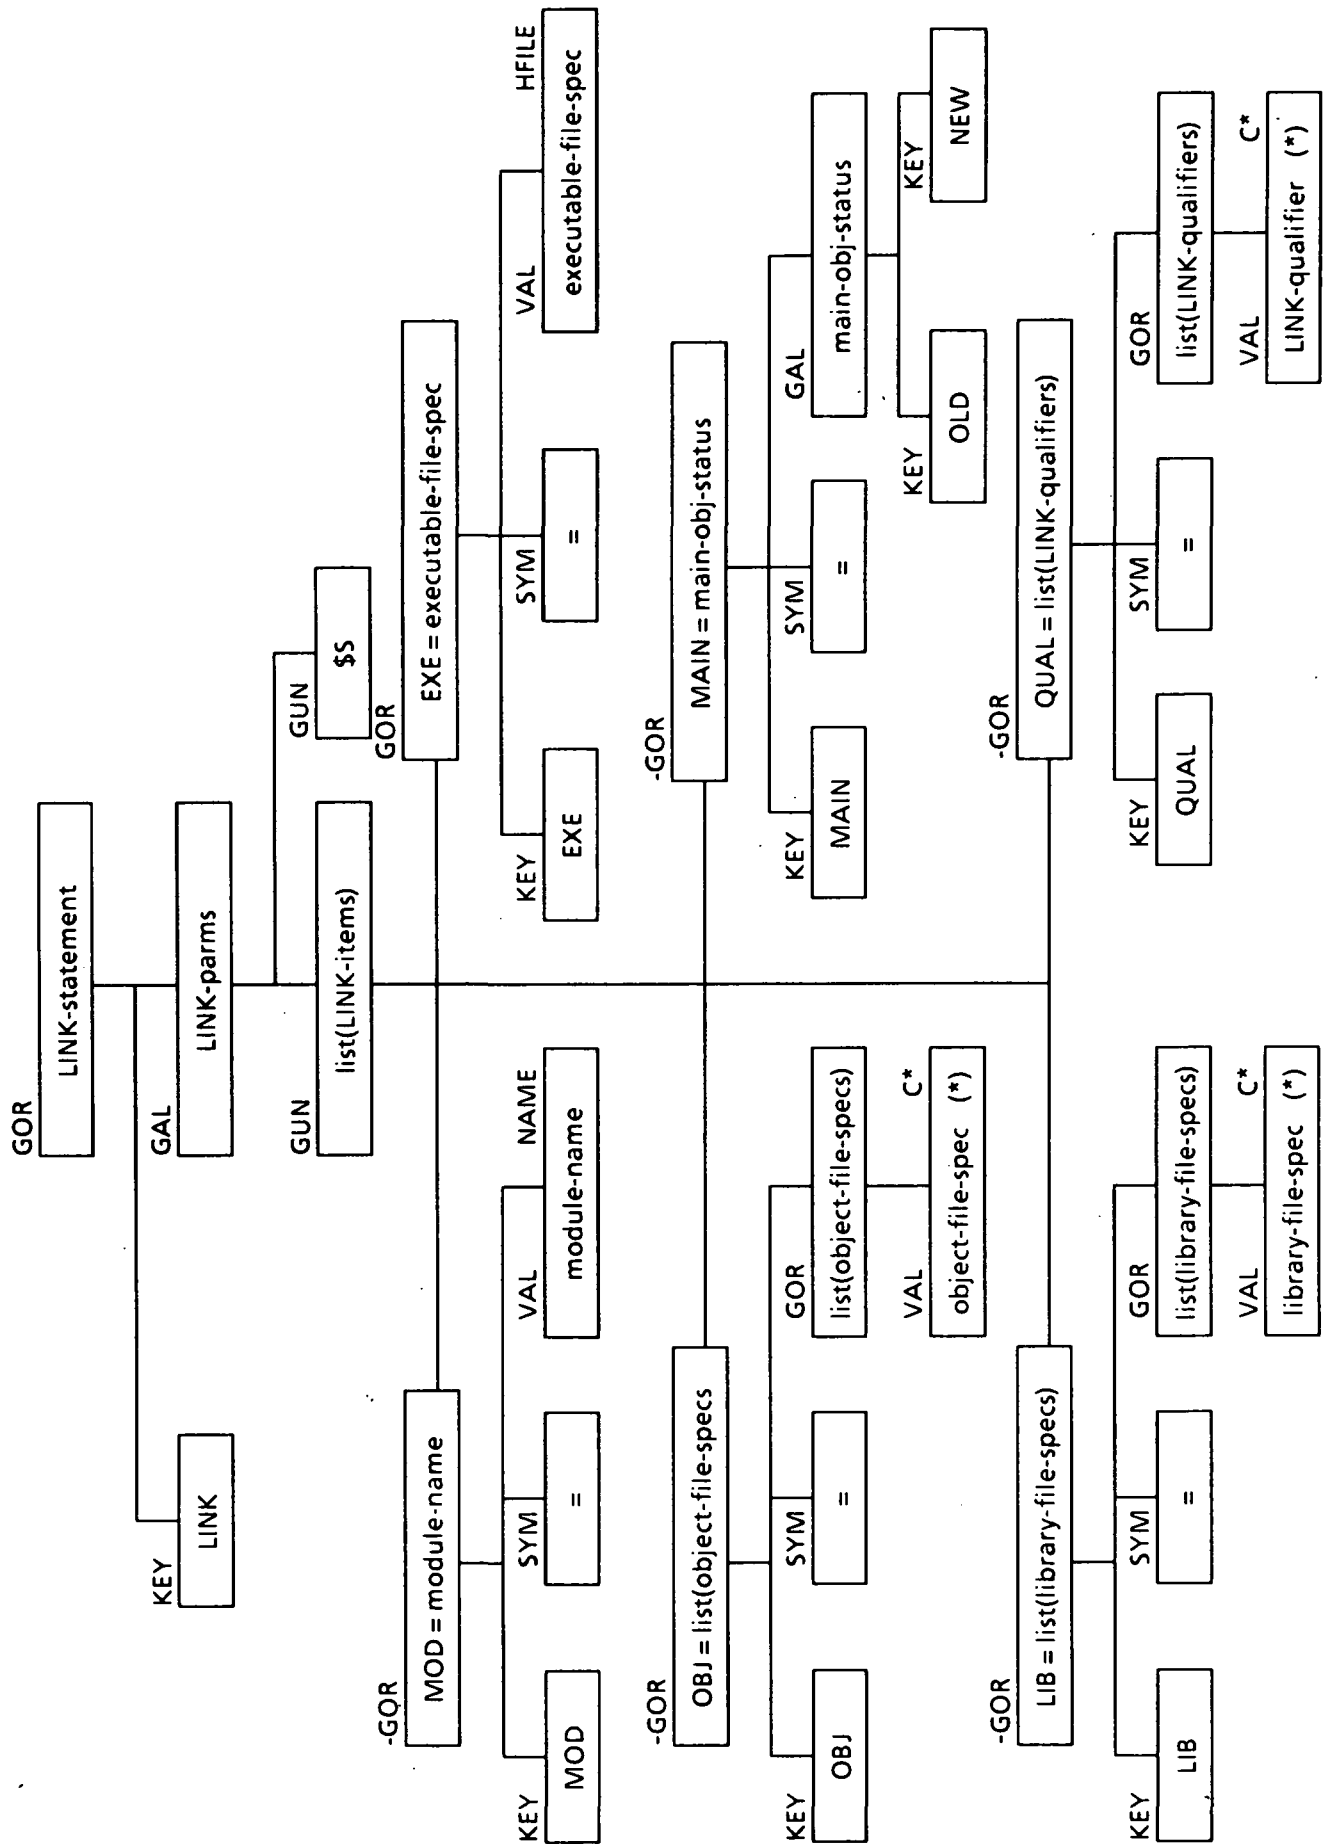 GOR
LINK-statement
KEY
LINK
GAL
LINK-parms
GUN
list(LINK-items)
GUN
$S
-GOR
MOD = module-name
KEY
MOD
SYM
=
VAL NAME
module-name
GOR
EXE = executable-file-spec
KEY
EXE
SYM
=
VAL HFILE
executable-file-spec
-GOR
OBJ = list(object-file-specs)
KEY
OBJ
SYM
=
GOR
list(object-file-specs)
VAL C*
object-file-spec (*)
-GOR
MAIN = main-obj-status
KEY
MAIN
SYM
=
GAL
main-obj-status
KEY
OLD
KEY
NEW
-GOR
LIB = list(library-file-specs)
KEY
LIB
SYM
=
GOR
list(library-file-specs)
VAL C*
library-file-spec (*)
-GOR
QUAL = list(LINK-qualifiers)
KEY
QUAL
SYM
=
GOR
list(LINK-qualifiers)
VAL C*
LINK-qualifier (*)